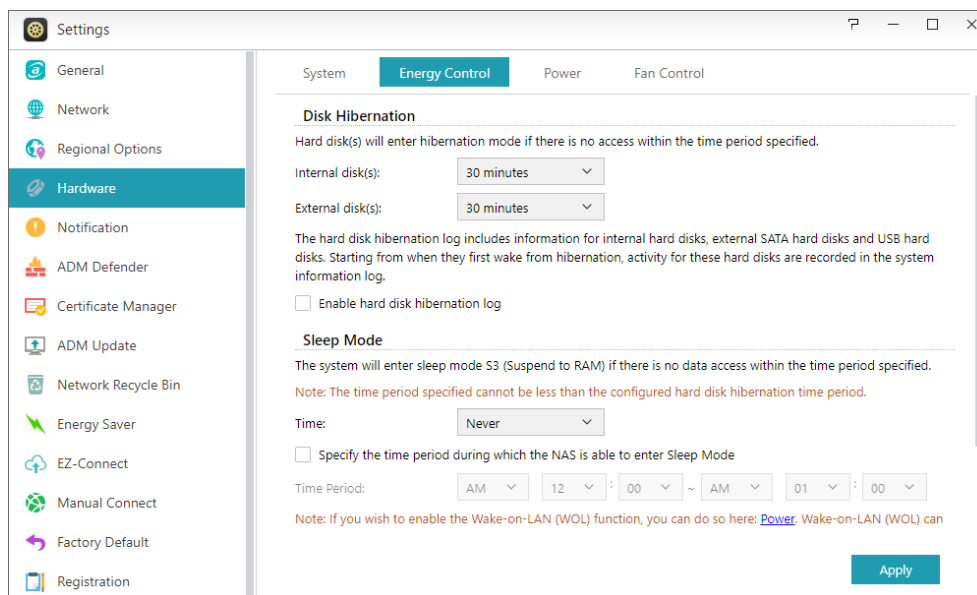 Settings
General
Network
Regional Options
Hardware
Notification
ADM Defender
Certificate Manager
ADM Update
Network Recycle Bin
Energy Saver
EZ-Connect
Manual Connect
Factory Default
Registration
System Energy Control Power Fan Control
Disk Hibernation
Hard disk(s) will enter hibernation mode if there is no access within the time period specified.
Internal disk(s): 30 minutes
External disk(s): 30 minutes
The hard disk hibernation log includes information for internal hard disks, external SATA hard disks and USB hard
disks. Starting from when they first wake from hibernation, activity for these hard disks are recorded in the system
information log.
Enable hard disk hibernation log
Sleep Mode
The system will enter sleep mode S3 (Suspend to RAM) if there is no data access within the time period specified.
Note: The time period specified cannot be less than the configured hard disk hibernation time period.
Time: Never
Specify the time period during which the NAS is able to enter Sleep Mode
Time Period: AM 12 : 00 ~ AM 01 : 00
Note: If you wish to enable the Wake-on-LAN (WOL) function, you can do so here: Power. Wake-on-LAN (WOL) can
Apply